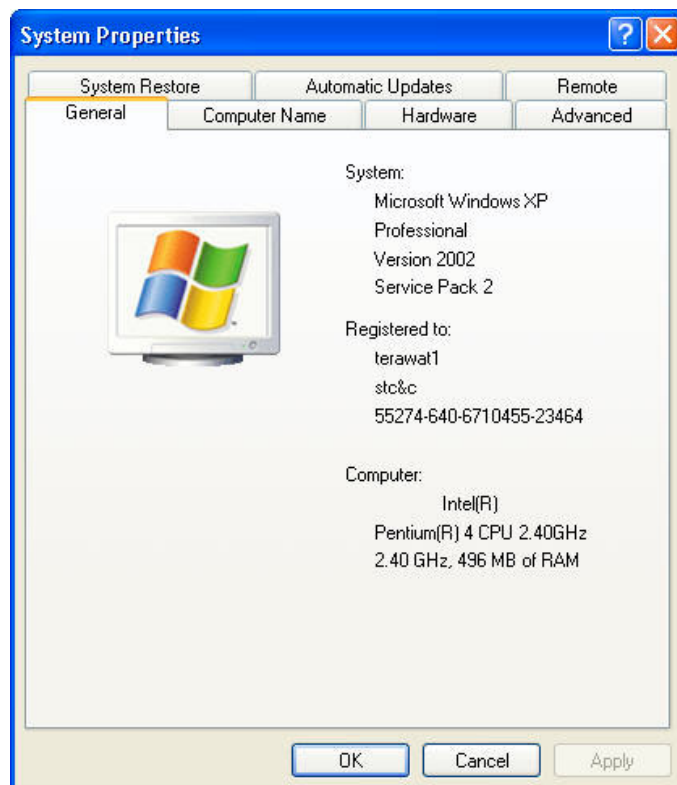 System Properties
System Restore Automatic Updates Remote
General Computer Name Hardware Advanced
System:
Microsoft Windows XP
Professional
Version 2002
Service Pack 2
Registered to:
terawat1
stc&c
55274-640-6710455-23464
Computer:
Intel(R)
Pentium(R) 4 CPU 2.40GHz
2.40 GHz, 496 MB of RAM
OK Cancel Apply